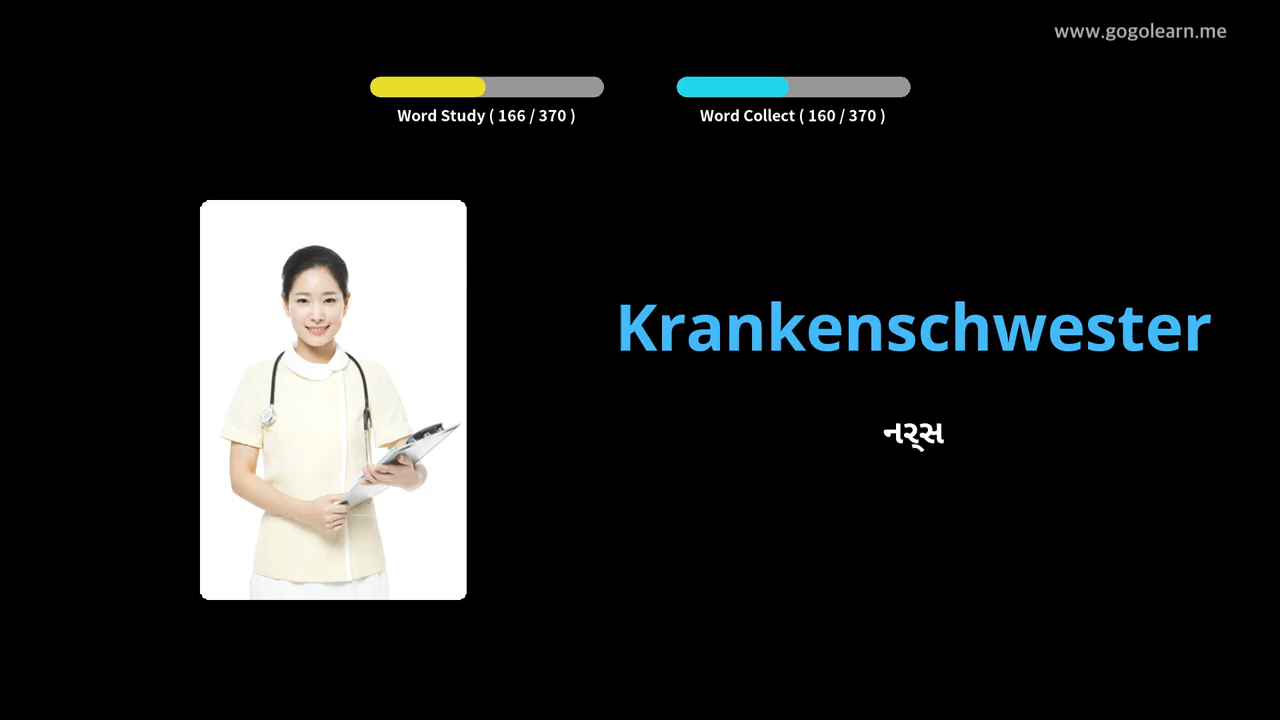 www.gogolearn.me
Word Study ( 166 / 370 )
Word Collect ( 160 / 370 )
Krankenschwester
નર્સ